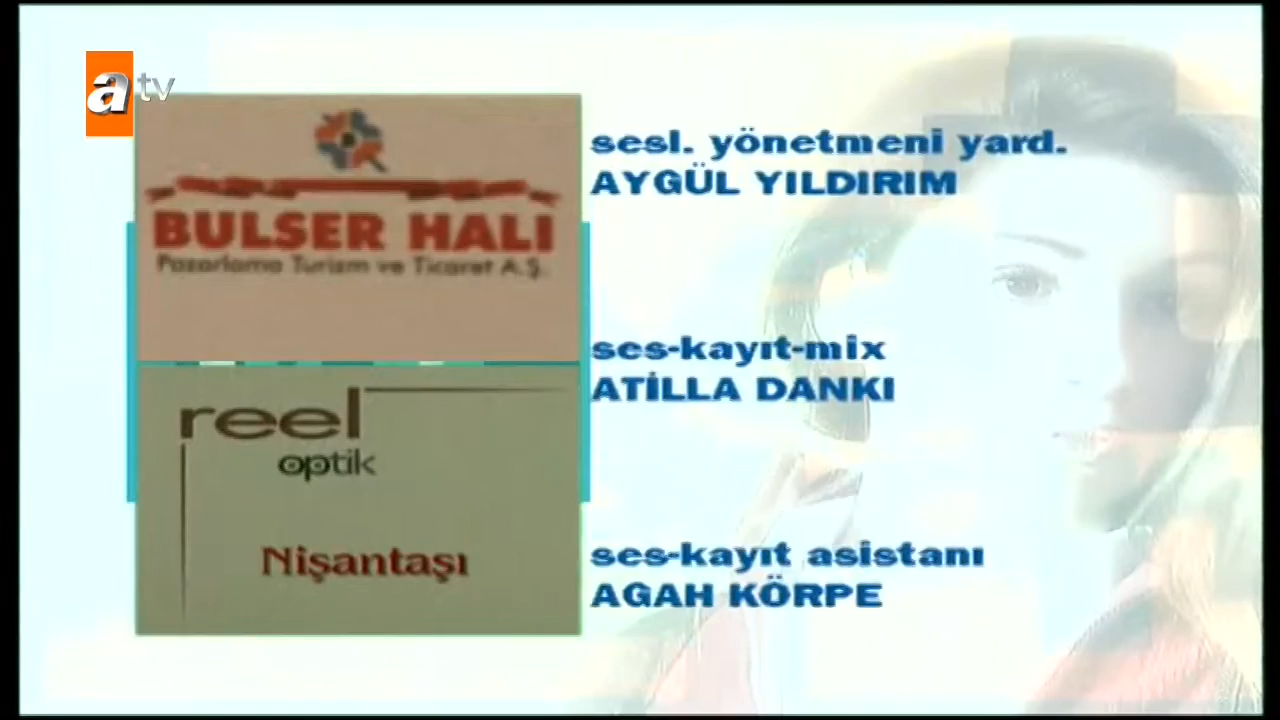 atv
BULSER HALI
Pazarlama Turizm ve Ticaret A.Ş.
reel
optik
Nişantaşı
sesl. yönetmeni yard.
AYGÜL YILDIRIM
ses-kayıt-mix
ATİLLA DANKI
ses-kayıt asistanı
AGAH KÖRPE